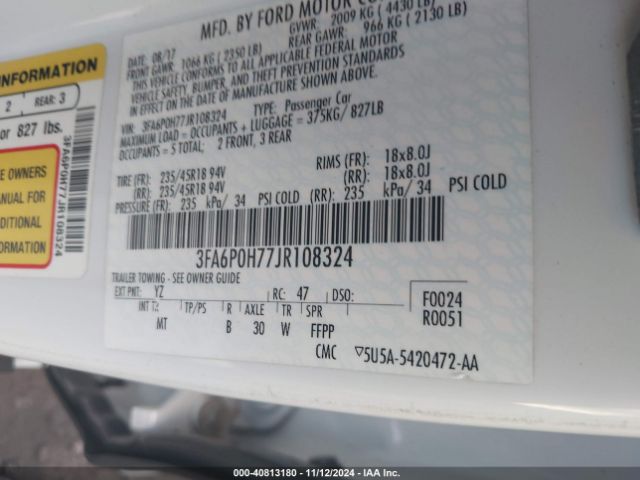 MFD. BY FORD MOTOR CO
DATE: 08/17 GVWR: 2009 KG ( 4430 LB)
FRONT GAWR: 1066 KG ( 2350 LB) REAR GAWR: 966 KG ( 2130 LB)
THIS VEHICLE CONFORMS TO ALL APPLICABLE FEDERAL MOTOR
VEHICLE SAFETY, BUMPER, AND THEFT PREVENTION STANDARDS
IN EFFECT ON THE DATE OF MANUFACTURE SHOWN ABOVE.
VIN: 3FA6P0H77JR108324 TYPE: Passenger Car
MAXIMUM LOAD = OCCUPANTS + LUGGAGE = 375KG/ 827LB
OCCUPANTS = 5 TOTAL; 2 FRONT, 3 REAR
TIRE (FR): 235/45R18 94V RIMS (FR): 18x8.0J
(RR): 235/45R18 94V (RR): 18x8.0J
PRESSURE (FR): 235 kPa/ 34 PSI COLD (RR): 235 kPa/ 34 PSI COLD
3FA6P0H77JR108324
TRAILER TOWING - SEE OWNER GUIDE
EXT PNT: YZ RC: 47 DSO:
INT T: TP/PS R AXLE TR SPR
MT B 30 W FFPP
F0024
R0051
CMC ▽5U5A-5420472-AA
INFORMATION
2 REAR: 3
or 827 lbs.
OWNERS
MANUAL FOR
INFORMATION
3FA6P0H77JR108324
000-40813180 - 11/12/2024 - IAA Inc.